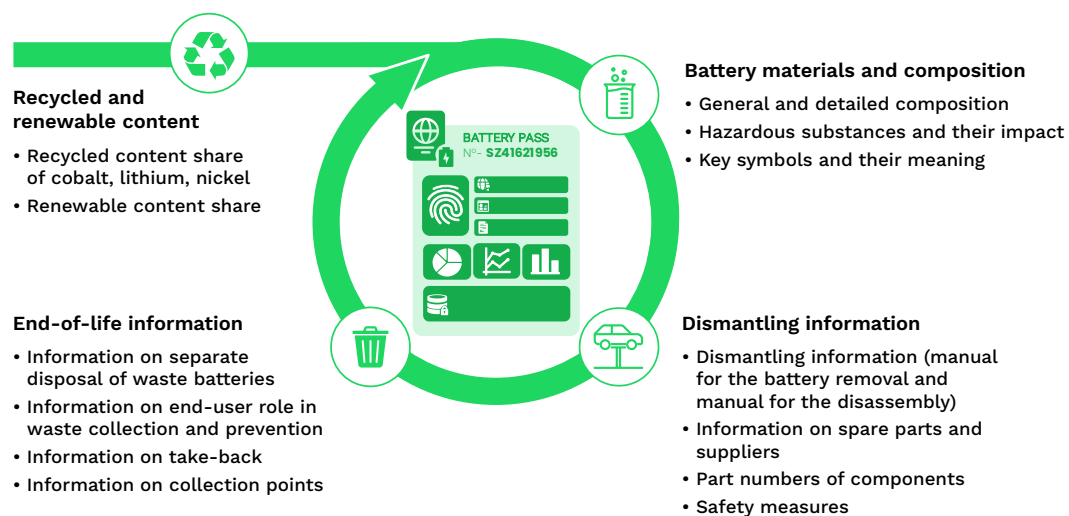 Recycled and
renewable content
• Recycled content share
of cobalt, lithium, nickel
• Renewable content share
BATTERY PASS
Nº- SZ41621956
Battery materials and composition
• General and detailed composition
• Hazardous substances and their impact
• Key symbols and their meaning
End-of-life information
• Information on separate
disposal of waste batteries
• Information on end-user role in
waste collection and prevention
• Information on take-back
• Information on collection points
Dismantling information
• Dismantling information (manual
for the battery removal and
manual for the disassembly)
• Information on spare parts and
suppliers
• Part numbers of components
• Safety measures